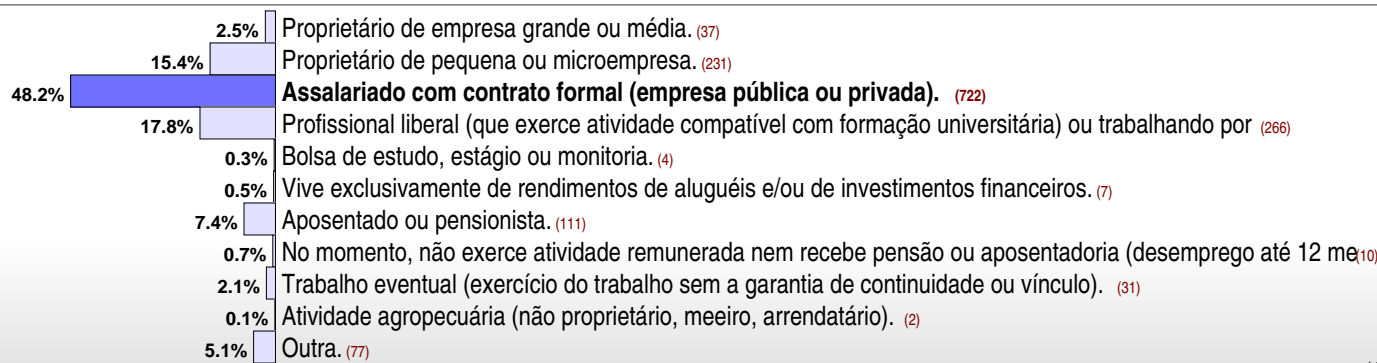 2.5% Proprietário de empresa grande ou média. (37)
15.4% Proprietário de pequena ou microempresa. (231)
48.2% Assalariado com contrato formal (empresa pública ou privada). (722)
17.8% Profissional liberal (que exerce atividade compatível com formação universitária) ou trabalhando por (266)
0.3% Bolsa de estudo, estágio ou monitoria. (4)
0.5% Vive exclusivamente de rendimentos de aluguéis e/ou de investimentos financeiros. (7)
7.4% Aposentado ou pensionista. (111)
0.7% No momento, não exerce atividade remunerada nem recebe pensão ou aposentadoria (desemprego até 12 me(10)
2.1% Trabalho eventual (exercício do trabalho sem a garantia de continuidade ou vínculo). (31)
0.1% Atividade agropecuária (não proprietário, meeiro, arrendatário). (2)
5.1% Outra. (77)